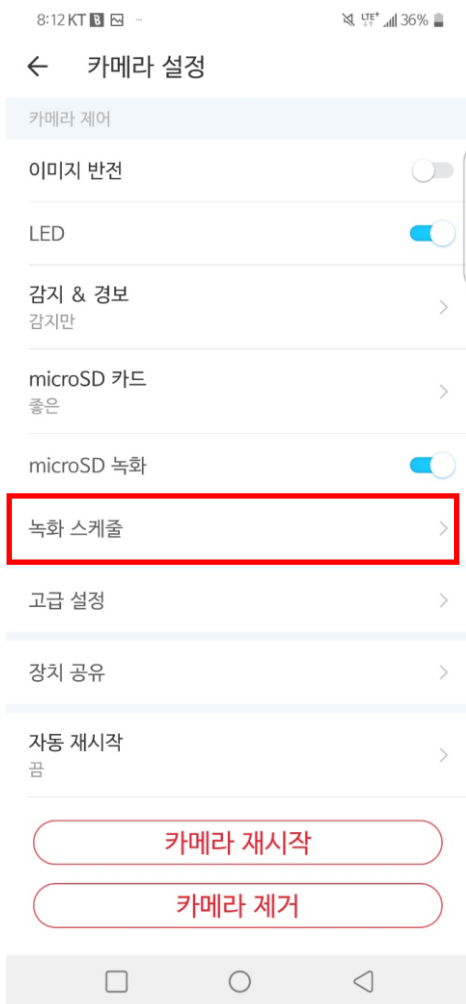 8:12 KT B ··· LTE+ 36%
카메라 설정
카메라 제어
이미지 반전
LED
감지 & 경보
감지만
microSD 카드
좋은
microSD 녹화
녹화 스케줄
고급 설정
장치 공유
자동 재시작
끔
카메라 재시작
카메라 제거